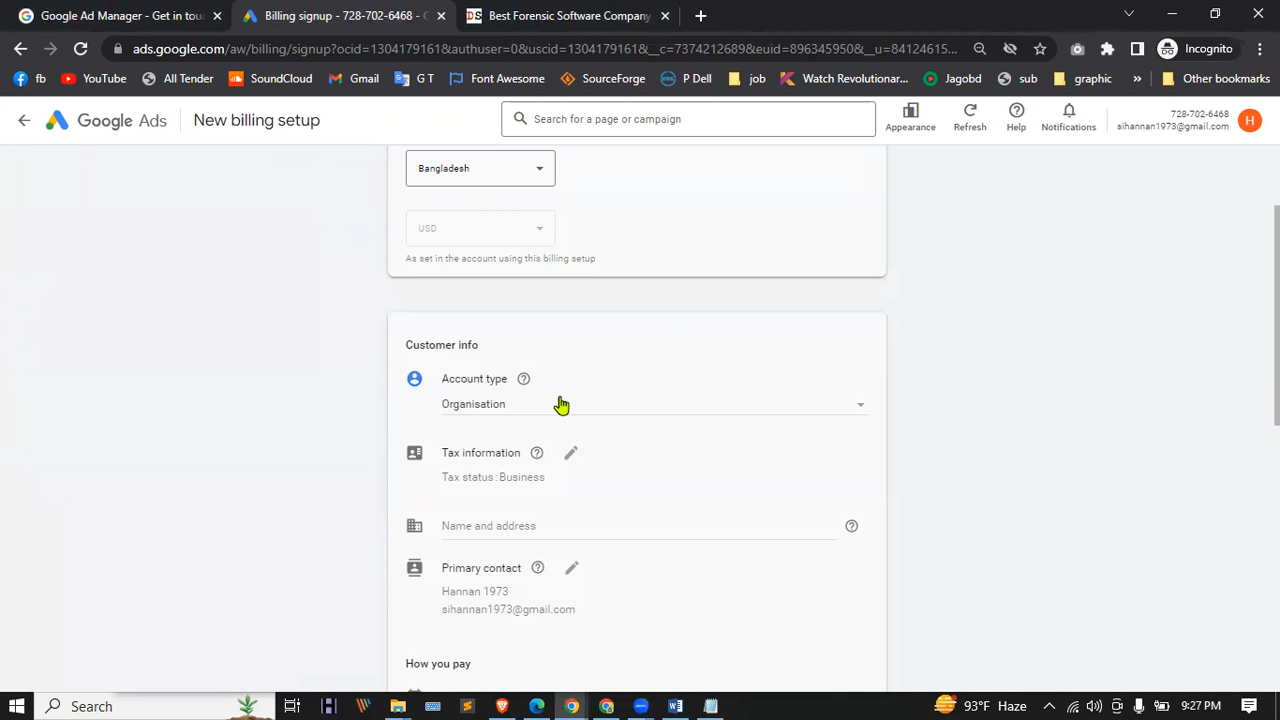 Google Ad Manager - Get in tou
Billing signup - 728-702-6468 -
Best Forensic Software Company
ads.google.com/aw/billing/signup?ocid=1304179161&authuser=0&uscid=1304179161&__c=7374212689&euid=896345950&__u=84124615...
Incognito
fb
YouTube
All Tender
SoundCloud
Gmail
G T
Font Awesome
SourceForge
P Dell
job
Watch Revolutionar...
Jagobd
sub
graphic
»
Other bookmarks
Google Ads
New billing setup
Search for a page or campaign
Appearance
Refresh
Help
Notifications
728-702-6468
sihannan1973@gmail.com
H
Bangladesh
USD
As set in the account using this billing setup
Customer info
Account type
Organisation
Tax information
Tax status: Business
Name and address
Primary contact
Hannan 1973
sihannan1973@gmail.com
How you pay
Search
93°F Haze
9:27 PM